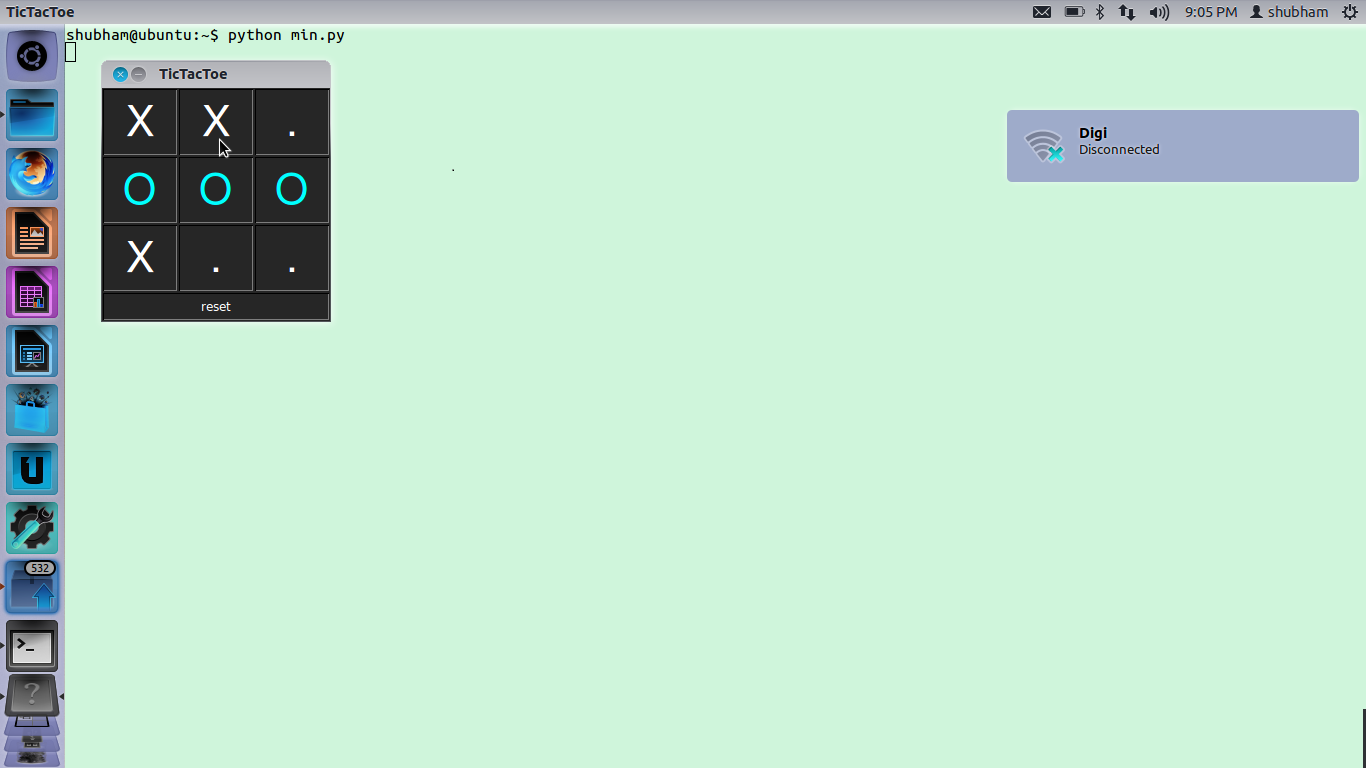 TicTacToe
9:05 PM shubham
shubham@ubuntu:~$ python min.py
TicTacToe
X X .
O O O
X . .
reset
Digi
Disconnected
U
532
>_
?